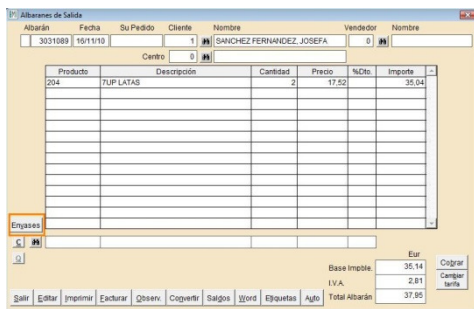 Albaranes de Salida
Albarán Fecha Su Pedido Cliente Nombre Vendedor Nombre
3031089 16/11/10 1 SANCHEZ FERNANDEZ, JOSEFA 0
Centro 0
Producto Descripción Cantidad Precio %Dto. Importe
204 7UP LATAS 2 17,52 35,04
Envases
C
Q
Eur
Base Impble. 35,14 Cobrar
I.V.A. 2,81 Cambiar tarifa
Salir Editar Imprimir Facturar Observ. Convertir Saldos Word Etiquetas Auto Total Albarán 37,95